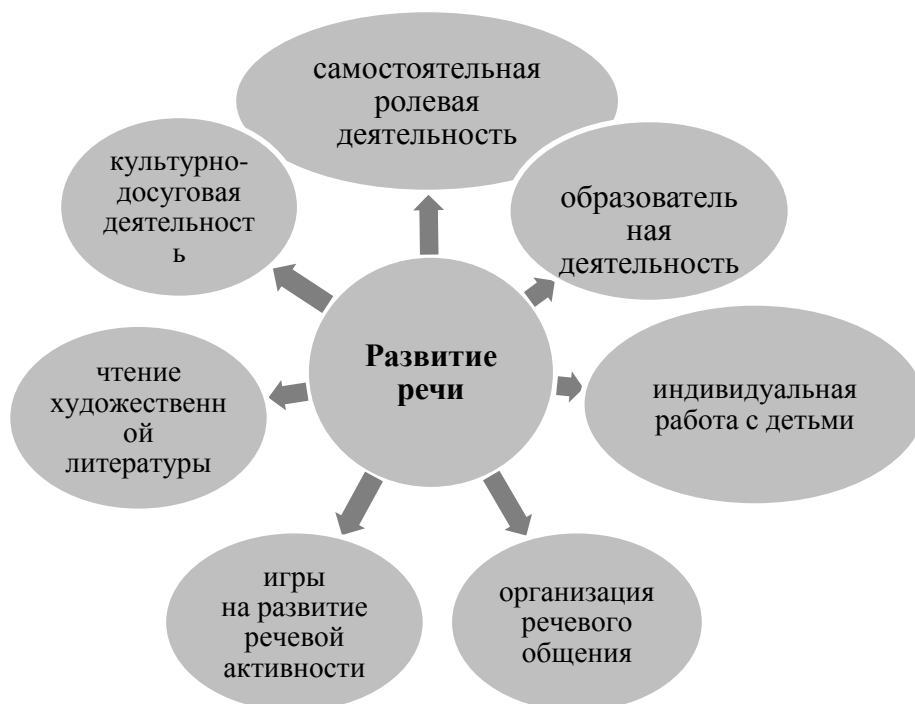 самостоятельная
ролевая
деятельность
культурно-
досуговая
деятельност
ь
образователь
ная
деятельность
Развитие
речи
чтение
художественн
ой
литературы
индивидуальная
работа с детьми
игры
на развитие
речевой
активности
организация
речевого
общения